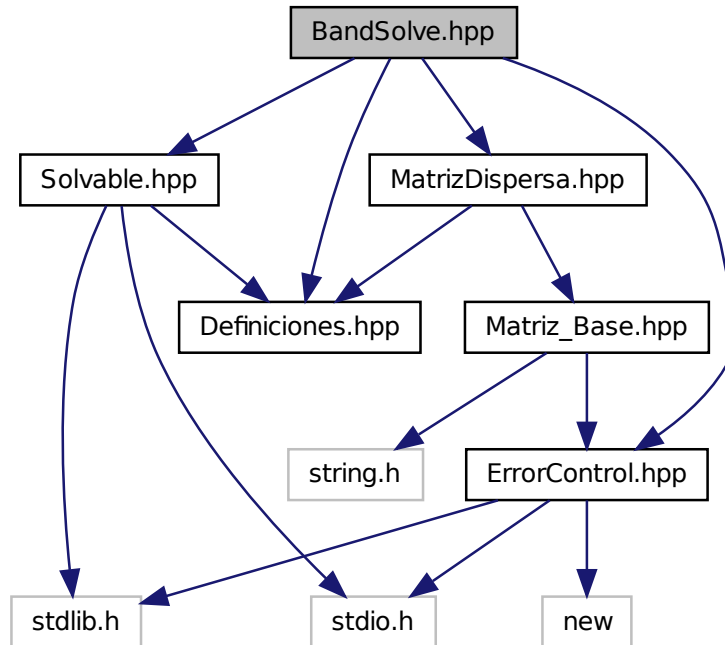 BandSolve.hpp
Solvable.hpp
MatrizDispersa.hpp
Definiciones.hpp
Matriz_Base.hpp
string.h
ErrorControl.hpp
stdlib.h
stdio.h
new